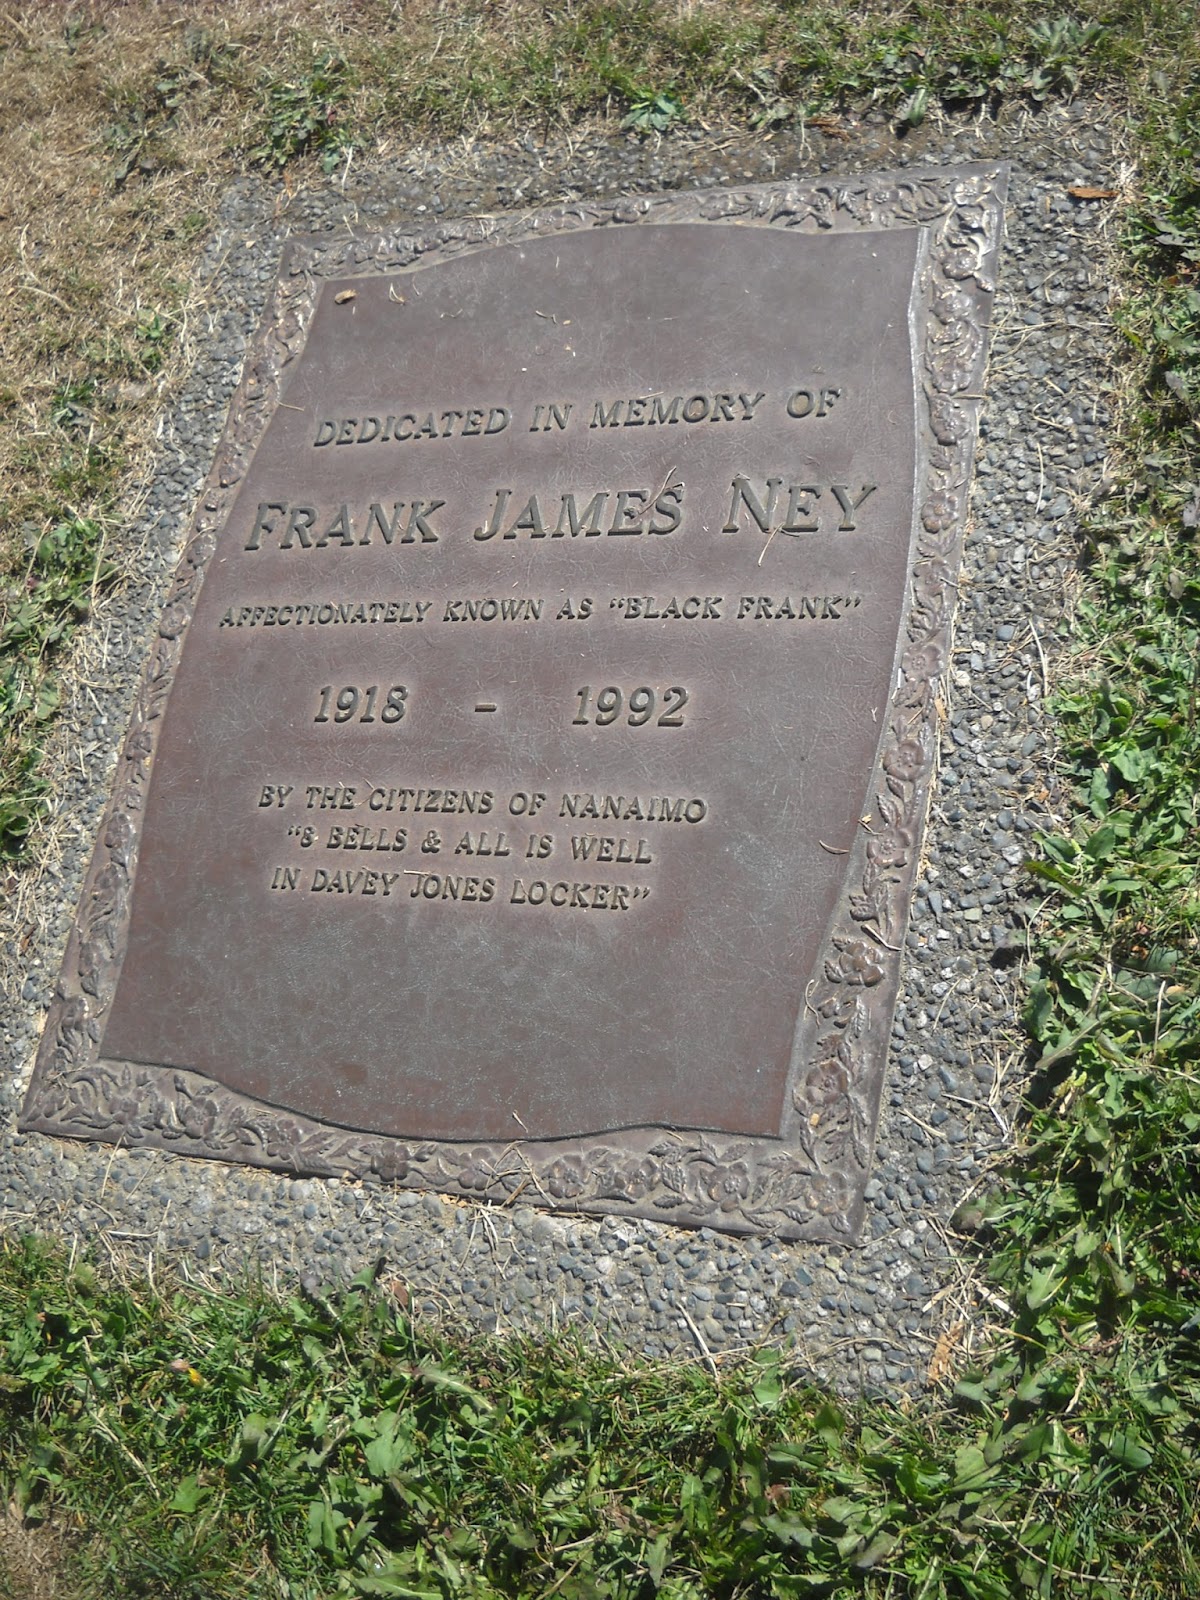 DEDICATED IN MEMORY OF
FRANK JAMES NEY
AFFECTIONATELY KNOWN AS "BLACK FRANK"
1918 - 1992
BY THE CITIZENS OF NANAIMO
"8 BELLS & ALL IS WELL
IN DAVEY JONES LOCKER"